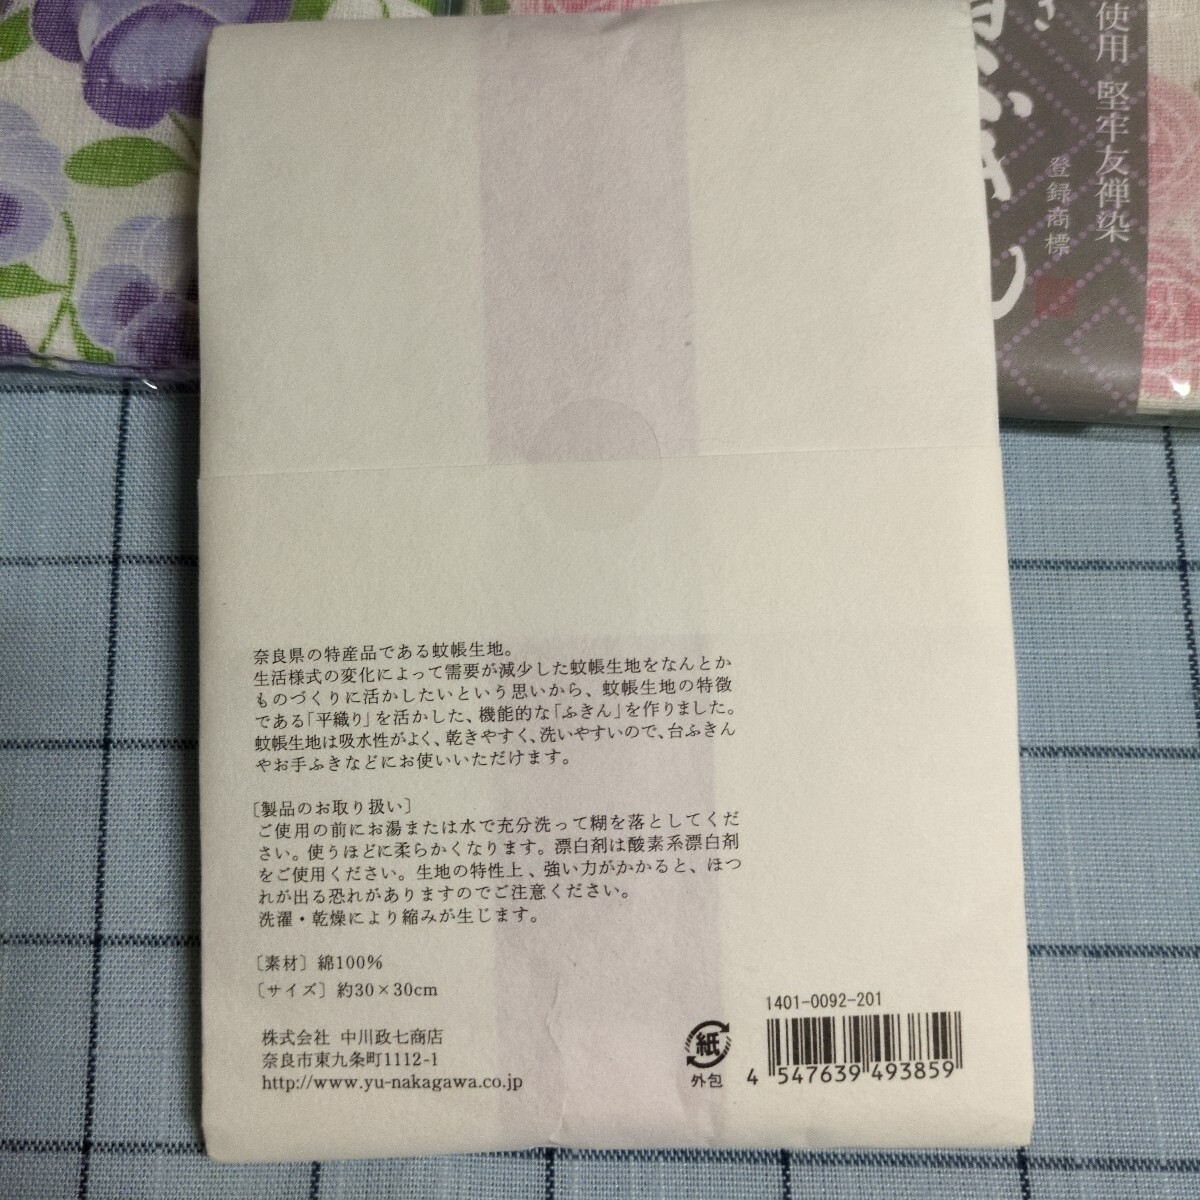 使用 堅牢友禅染
登録商標
奈良県の特産品である蚊帳生地。
生活様式の変化によって需要が減少した蚊帳生地をなんとか
ものづくりに活かしたいという思いから、蚊帳生地の特徴
である「平織り」を活かした、機能的な「ふきん」を作りました。
蚊帳生地は吸水性がよく、乾きやすく、洗いやすいので、台ふきん
やお手ふきなどにお使いいただけます。
［製品のお取り扱い］
ご使用の前にお湯または水で充分洗って糊を落としてくだ
さい。使うほどに柔らかくなります。漂白剤は酸素系漂白剤
をご使用ください。生地の特性上、強い力がかかると、ほつ
れが出る恐れがありますのでご注意ください。
洗濯・乾燥により縮みが生じます。
［素材］綿100%
［サイズ］約30×30cm
株式会社 中川政七商店
奈良市東九条町1112-1
http://www.yu-nakagawa.co.jp
紙
外包
1401-0092-201
4 547639 493859